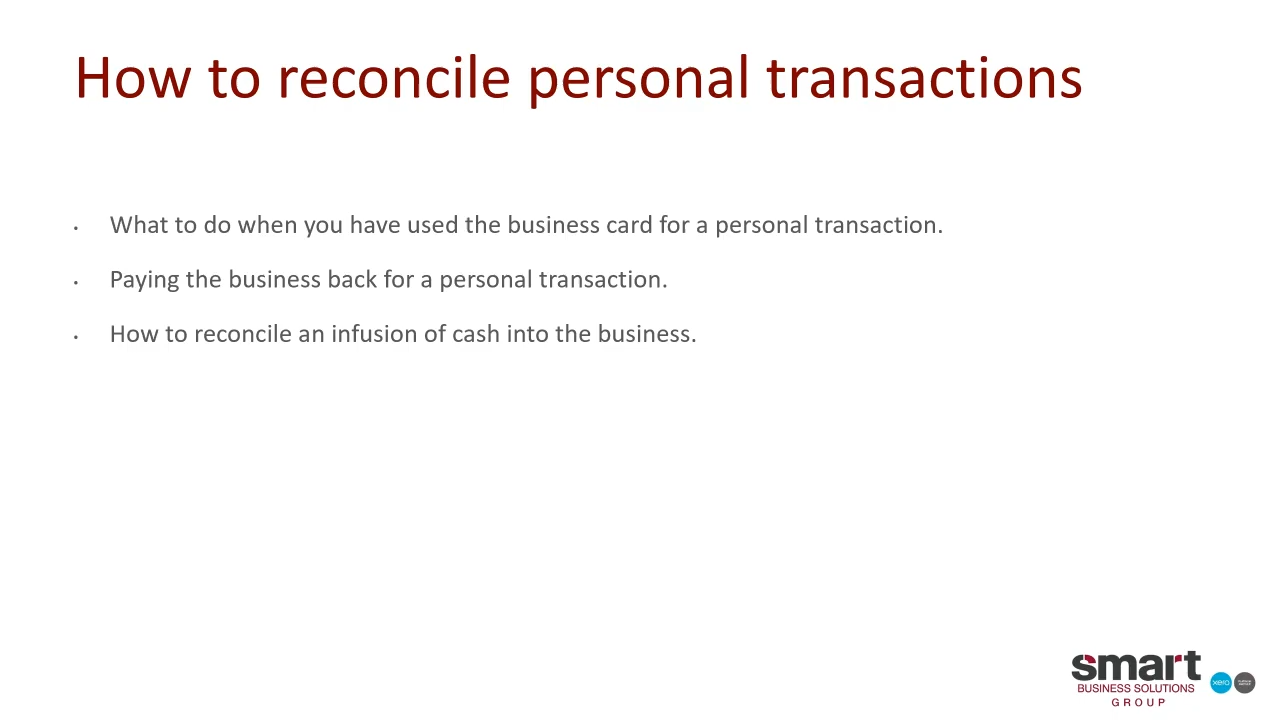 How to reconcile personal transactions
• What to do when you have used the business card for a personal transaction.
• Paying the business back for a personal transaction.
• How to reconcile an infusion of cash into the business.
smart
BUSINESS SOLUTIONS
GROUP
xero